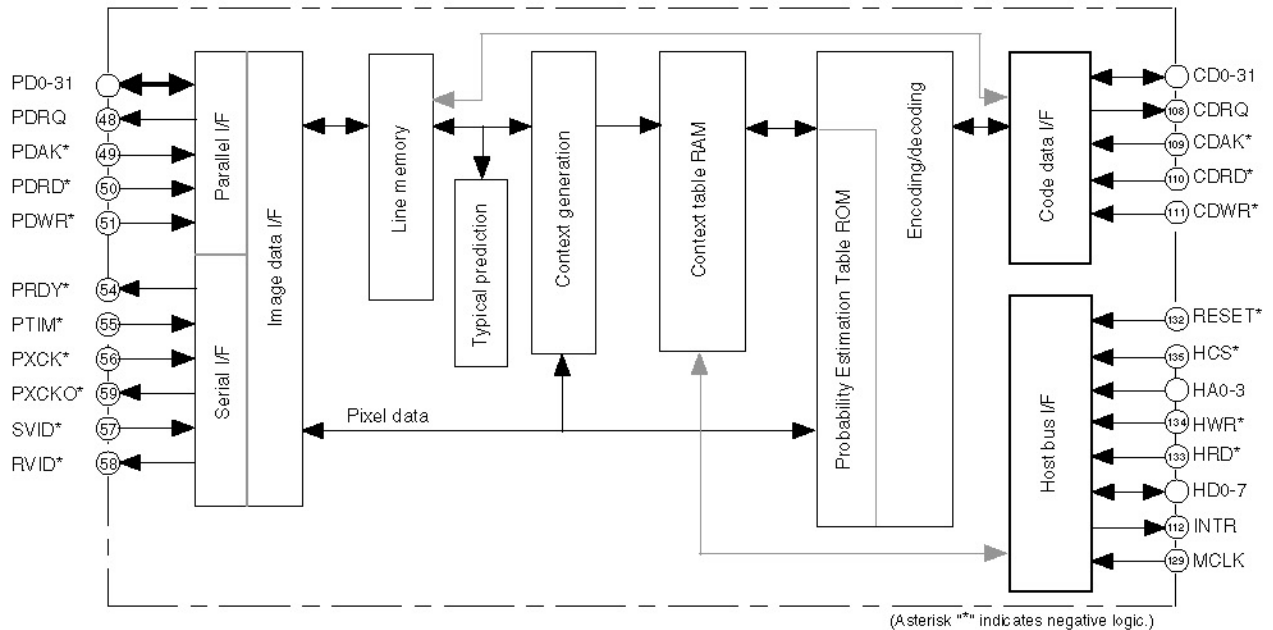 PD0-31
PDRQ 48
PDAK* 49
PDRD* 50
PDWR* 51
PRDY* 54
PTIM* 55
PXCK* 56
PXCKO* 59
SVID* 57
RVID* 58
Parallel I/F
Serial I/F
Image data I/F
Line memory
Typical prediction
Context generation
Context table RAM
Probability Estimation Table ROM
Encoding/decoding
Pixel data
Code data I/F
Host bus I/F
CD0-31
108 CDRQ
109 CDAK*
110 CDRD*
111 CDWR*
132 RESET*
135 HCS*
HA0-3
134 HWR*
133 HRD*
HD0-7
112 INTR
129 MCLK
(Asterisk "*" indicates negative logic.)